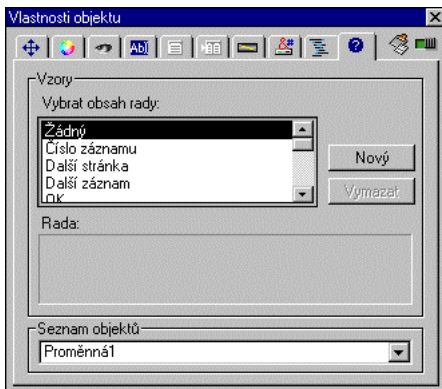 Vlastnosti objektu
Vzory
Vybrat obsah rady:
Žádný
Číslo záznamu
Další stránka
Další záznam
OK
Nový
Vymazat
Rada:
Seznam objektů
Proměnná1